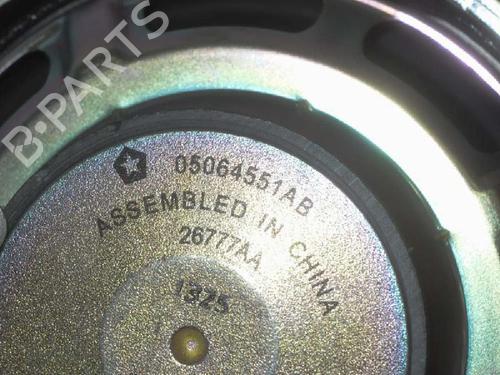 05064551AB
ASSEMBLED IN CHINA
26777AA
1325
B-PARTS